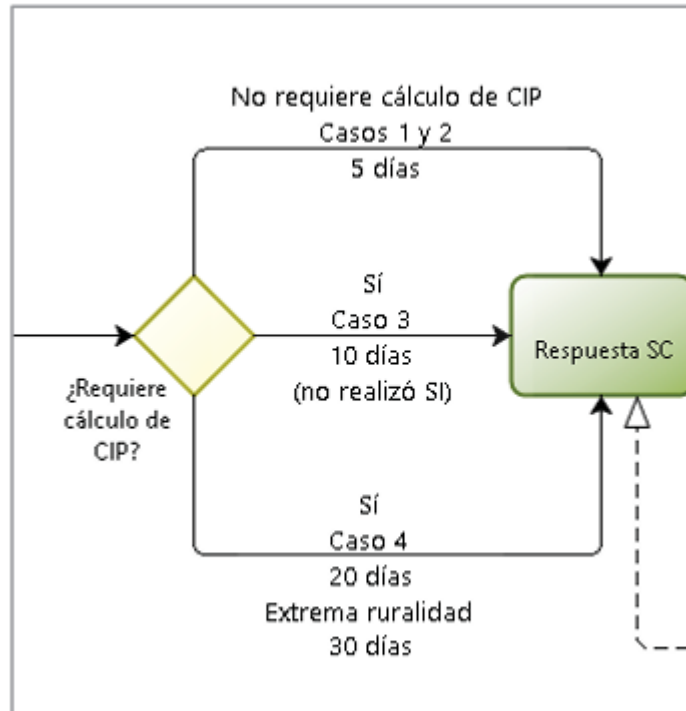 No requiere cálculo de CIP
Casos 1 y 2
5 días
Sí
Caso 3
10 días
(no realizó SI)
¿Requiere
cálculo de
CIP?
Respuesta SC
Sí
Caso 4
20 días
Extrema ruralidad
30 días